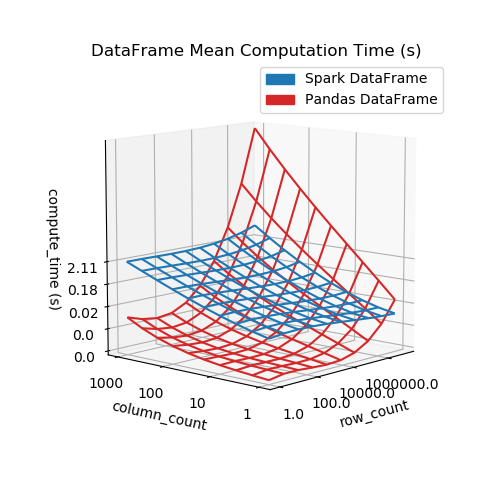 DataFrame Mean Computation Time (s)
Spark DataFrame
Pandas DataFrame
compute_time (s)
2.11
0.18
0.02
0.0
0.0
1000
100
10
1
column_count
1.0
100.0
10000.0
1000000.0
row_count